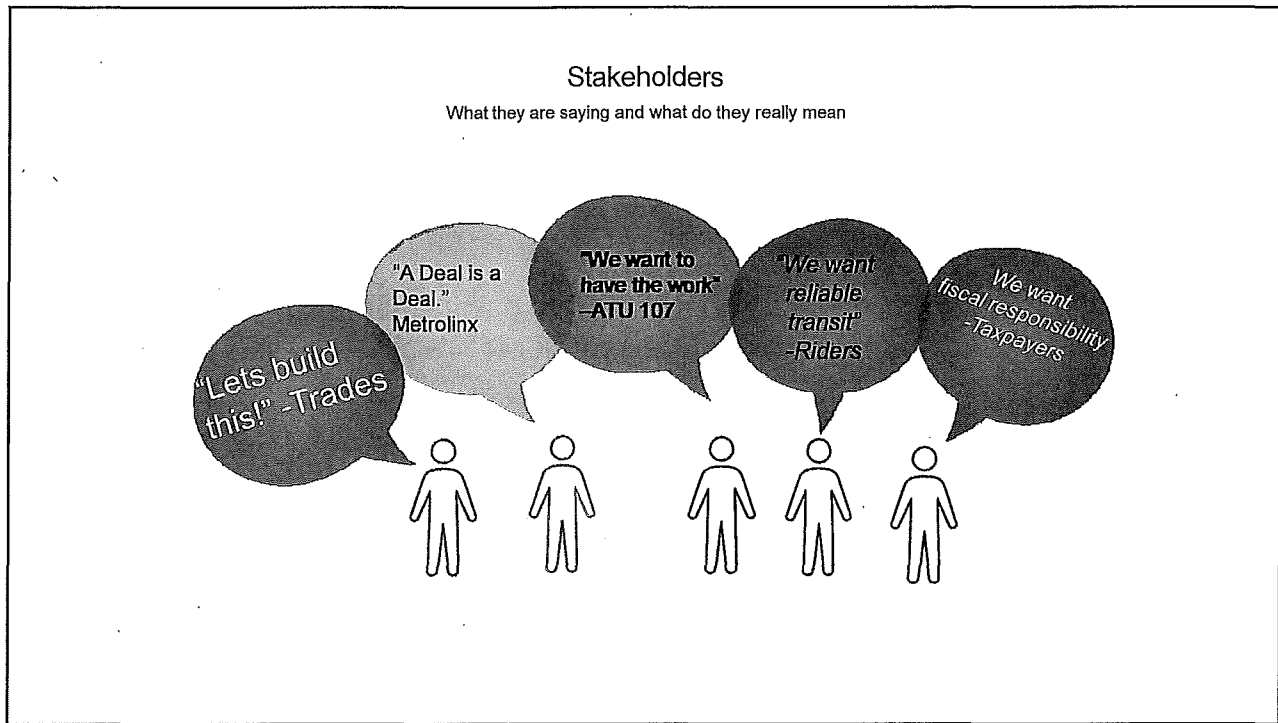 Stakeholders
What they are saying and what do they really mean
"Lets build
this!" -Trades
"A Deal is a
Deal."
Metrolinx
"We want to
have the work"
–ATU 107
"We want
reliable
transit"
-Riders
We want
fiscal responsibility
-Taxpayers